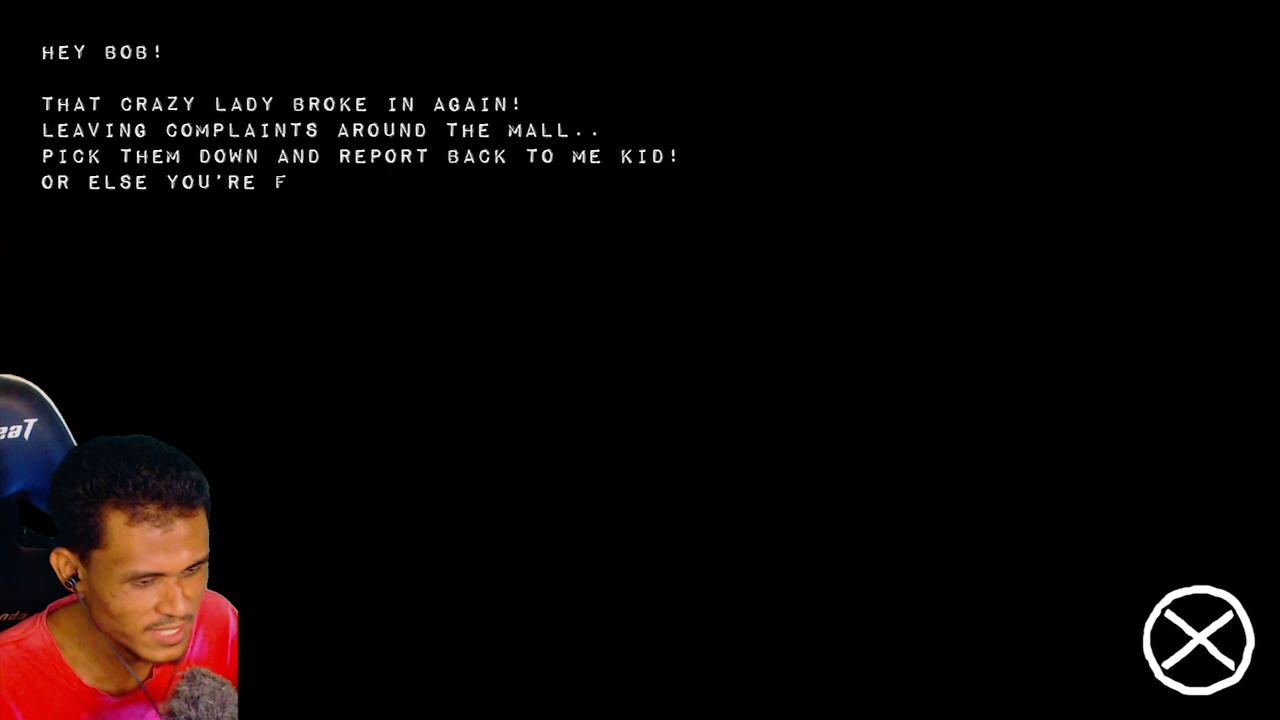 HEY BOB!
THAT CRAZY LADY BROKE IN AGAIN!
LEAVING COMPLAINTS AROUND THE MALL..
PICK THEM DOWN AND REPORT BACK TO ME KID!
OR ELSE YOU'RE F